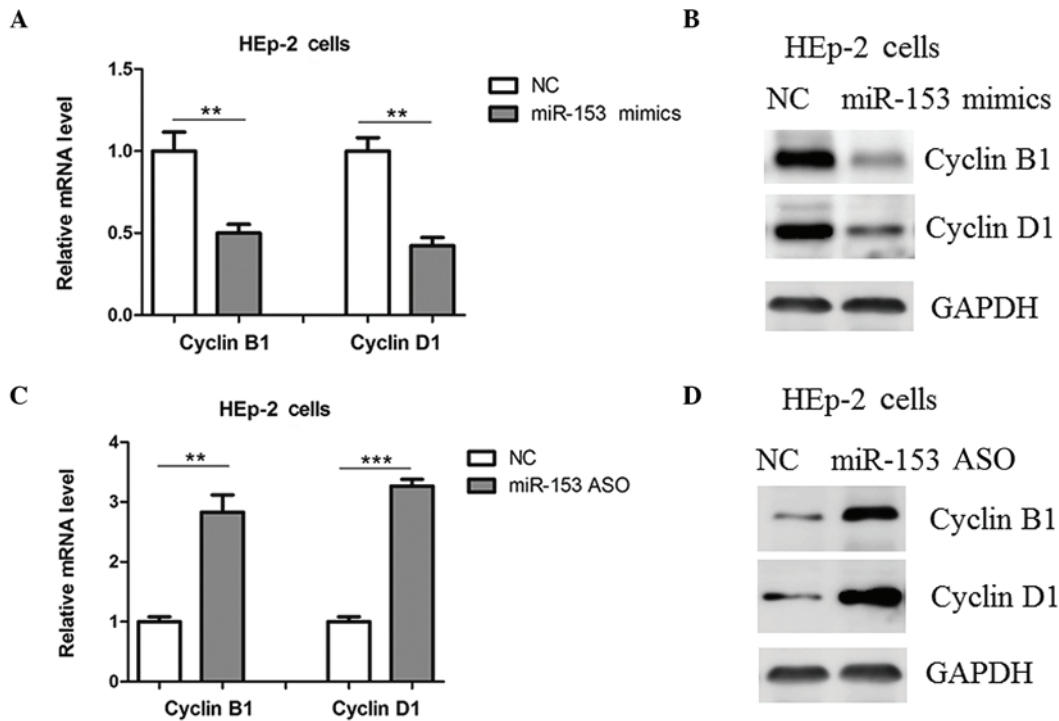 A
HEp-2 cells
Relative mRNA level
1.5
1.0
0.5
0.0
**
**
Cyclin B1
Cyclin D1
NC
miR-153 mimics
B
HEp-2 cells
NC miR-153 mimics
Cyclin B1
Cyclin D1
GAPDH
C
HEp-2 cells
Relative mRNA level
4
3
2
1
0
**
***
Cyclin B1
Cyclin D1
NC
miR-153 ASO
D
HEp-2 cells
NC miR-153 ASO
Cyclin B1
Cyclin D1
GAPDH